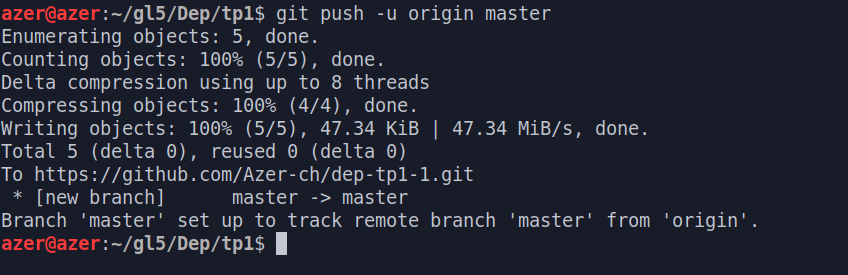 azer@azer:~/gl5/Dep/tp1$ git push -u origin master
Enumerating objects: 5, done.
Counting objects: 100% (5/5), done.
Delta compression using up to 8 threads
Compressing objects: 100% (4/4), done.
Writing objects: 100% (5/5), 47.34 KiB | 47.34 MiB/s, done.
Total 5 (delta 0), reused 0 (delta 0)
To https://github.com/Azer-ch/dep-tp1-1.git
 * [new branch]      master -> master
Branch 'master' set up to track remote branch 'master' from 'origin'.
azer@azer:~/gl5/Dep/tp1$